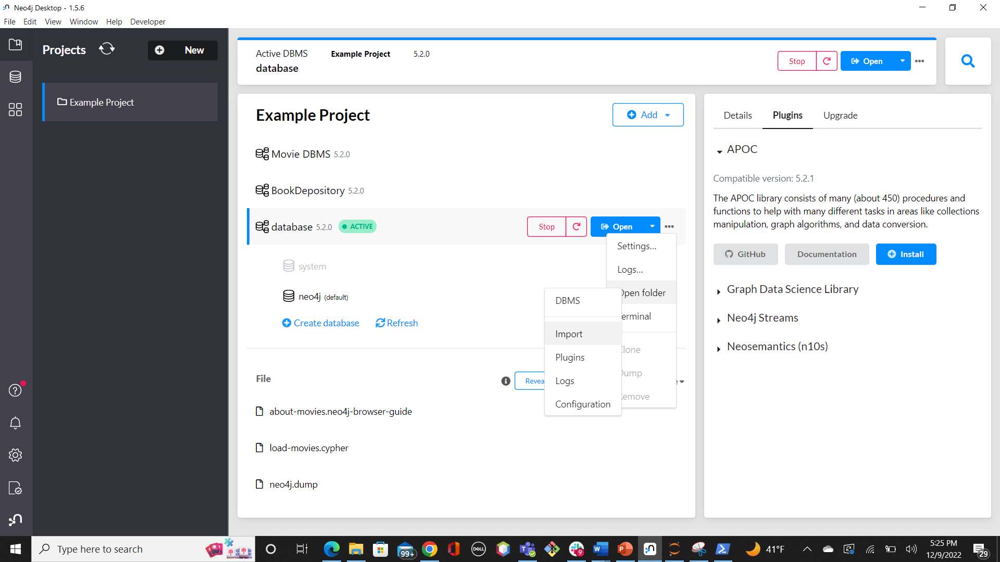 Neo4j Desktop - 1.5.6
File Edit View Window Help Developer
Projects
New
Example Project
Active DBMS Example Project 5.2.0
database
Stop
Open
Example Project
Add
Movie DBMS 5.2.0
BookDepository 5.2.0
database 5.2.0 ACTIVE
Stop
Open
Settings...
Logs...
Open folder
erminal
lone
ump
emove
DBMS
Import
Plugins
Logs
Configuration
system
neo4j (default)
Create database Refresh
File
Revea
about-movies.neo4j-browser-guide
load-movies.cypher
neo4j.dump
Details Plugins Upgrade
APOC
Compatible version: 5.2.1
The APOC library consists of many (about 450) procedures and
functions to help with many different tasks in areas like collections
manipulation, graph algorithms, and data conversion.
GitHub Documentation Install
Graph Data Science Library
Neo4j Streams
Neosemantics (n10s)
Type here to search
99+
DELL
9
41°F
5:25 PM
12/9/2022
29